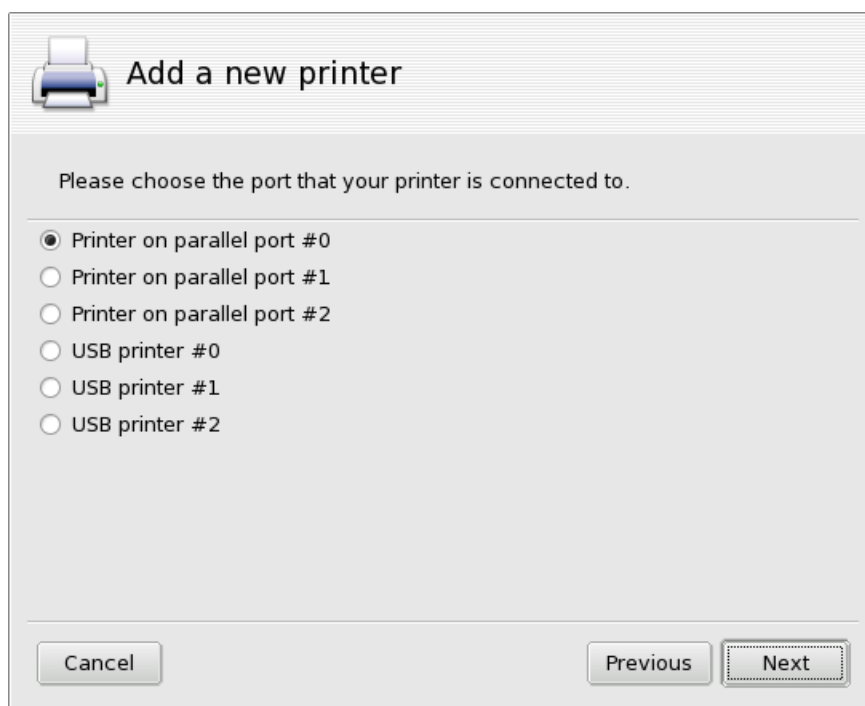 Add a new printer
Please choose the port that your printer is connected to.
Printer on parallel port #0
Printer on parallel port #1
Printer on parallel port #2
USB printer #0
USB printer #1
USB printer #2
Cancel Previous Next